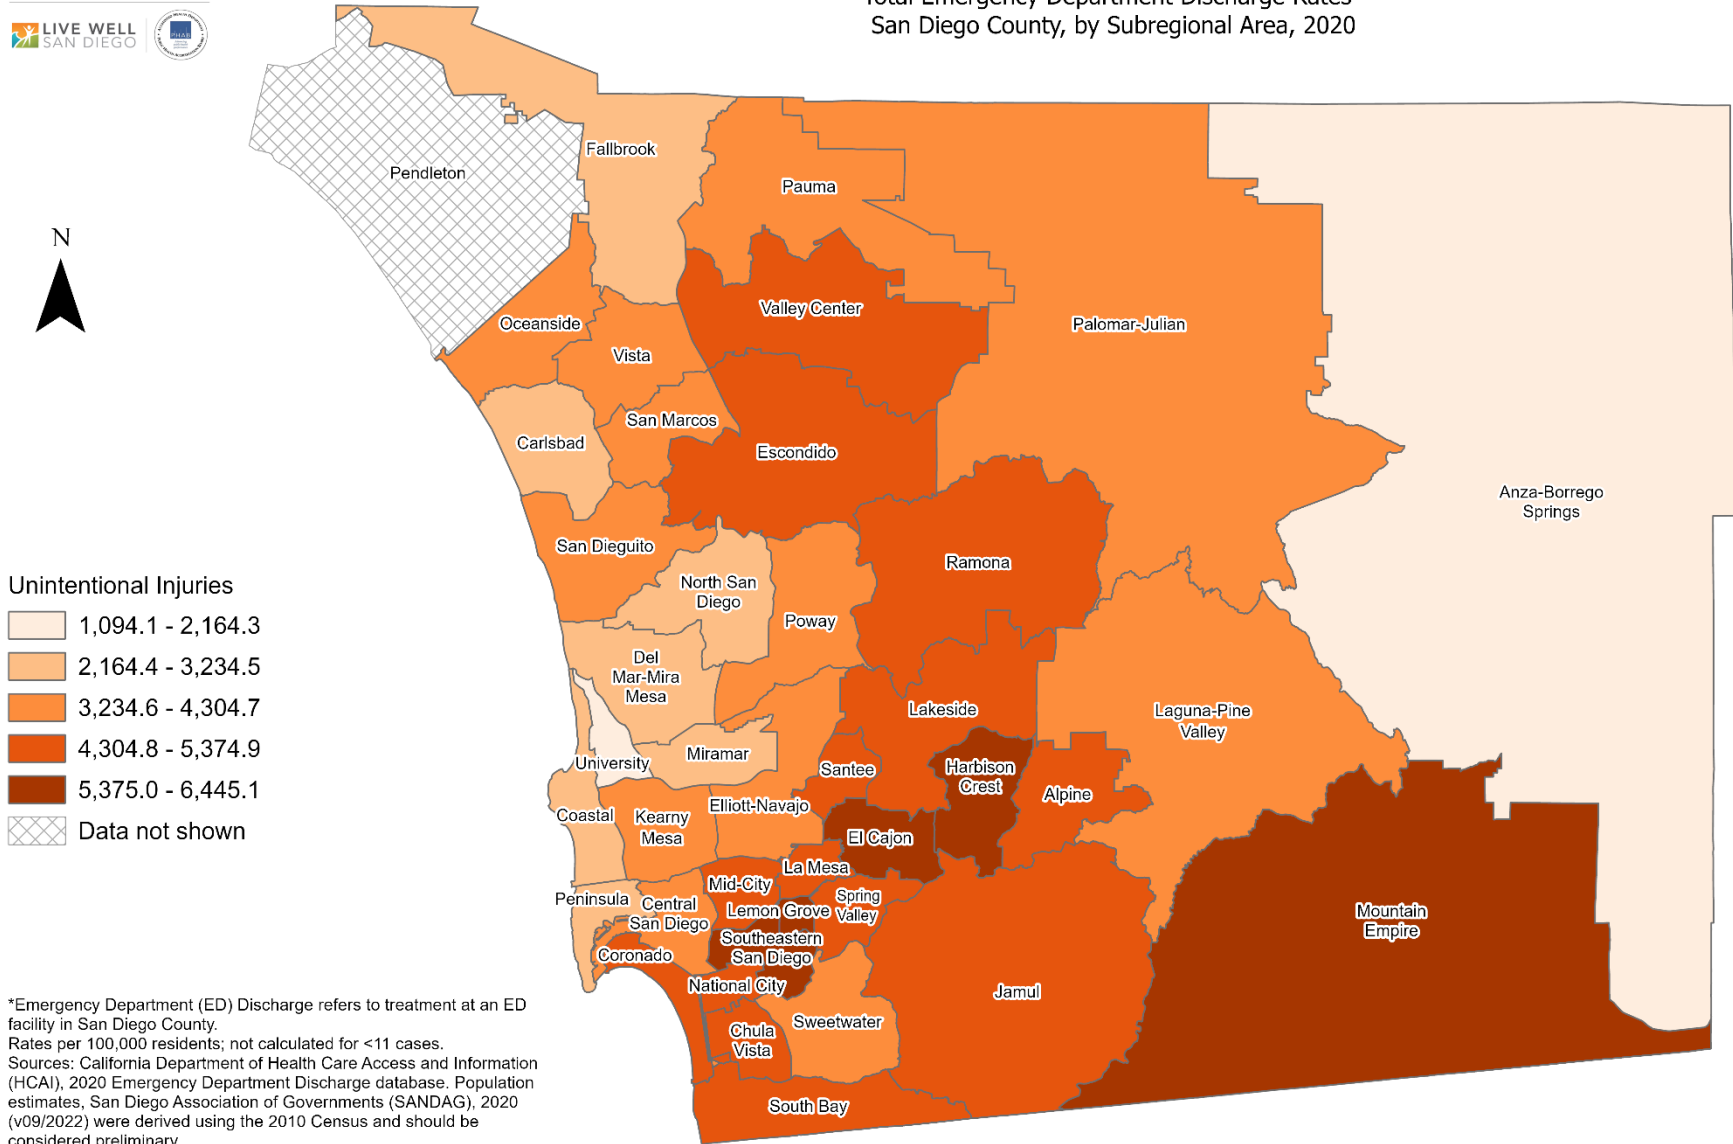 Total Emergency Department Discharge Rates
San Diego County, by Subregional Area, 2020
LIVE WELL
SAN DIEGO
PHAB
N
Pendleton
Fallbrook
Pauma
Oceanside
Vista
Valley Center
Palomar-Julian
San Marcos
Carlsbad
Escondido
Anza-Borrego
Springs
San Dieguito
North San
Diego
Ramona
Poway
Del
Mar-Mira
Mesa
Lakeside
Laguna-Pine
Valley
Miramar
University
Santee
Harbison
Crest
Alpine
Coastal
Kearny
Mesa
Elliott-Navajo
El Cajon
La Mesa
Mid-City
Peninsula
Central
San Diego
Lemon Grove
Spring
Valley
Mountain
Empire
Southeastern
San Diego
Coronado
National City
Jamul
Sweetwater
Chula
Vista
South Bay
Unintentional Injuries
1,094.1 - 2,164.3
2,164.4 - 3,234.5
3,234.6 - 4,304.7
4,304.8 - 5,374.9
5,375.0 - 6,445.1
Data not shown
*Emergency Department (ED) Discharge refers to treatment at an ED
facility in San Diego County.
Rates per 100,000 residents; not calculated for <11 cases.
Sources: California Department of Health Care Access and Information
(HCAI), 2020 Emergency Department Discharge database. Population
estimates, San Diego Association of Governments (SANDAG), 2020
(v09/2022) were derived using the 2010 Census and should be
considered preliminary.